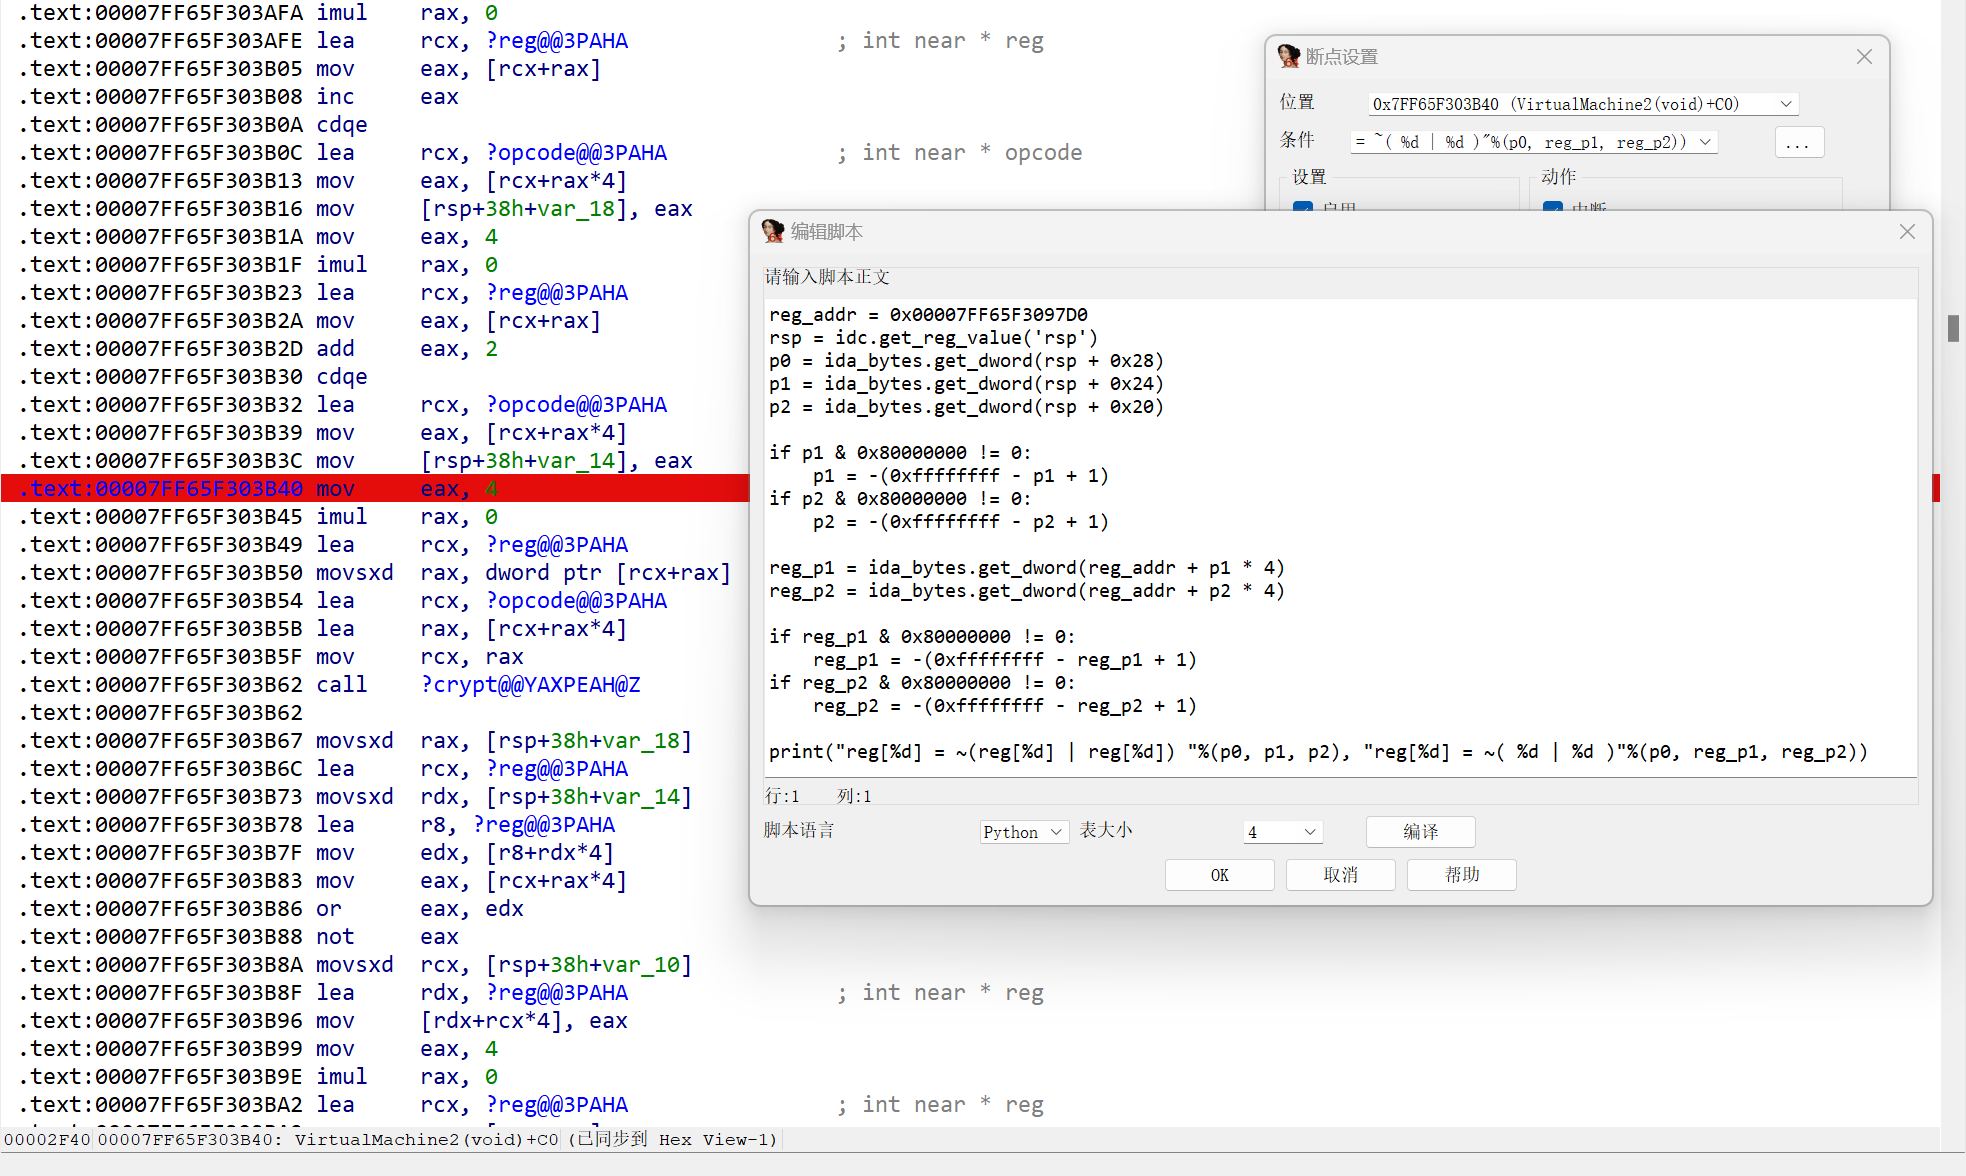 .text:00007FF65F303AFA imul    rax, 0
.text:00007FF65F303AFE lea     rcx, ?reg@@3PAHA                ; int near * reg
.text:00007FF65F303B05 mov     eax, [rcx+rax]
.text:00007FF65F303B08 inc     eax
.text:00007FF65F303B0A cdqe
.text:00007FF65F303B0C lea     rcx, ?opcode@@3PAHA             ; int near * opcode
.text:00007FF65F303B13 mov     eax, [rcx+rax*4]
.text:00007FF65F303B16 mov     [rsp+38h+var_18], eax
.text:00007FF65F303B1A mov     eax, 4
.text:00007FF65F303B1F imul    rax, 0
.text:00007FF65F303B23 lea     rcx, ?reg@@3PAHA
.text:00007FF65F303B2A mov     eax, [rcx+rax]
.text:00007FF65F303B2D add     eax, 2
.text:00007FF65F303B30 cdqe
.text:00007FF65F303B32 lea     rcx, ?opcode@@3PAHA
.text:00007FF65F303B39 mov     eax, [rcx+rax*4]
.text:00007FF65F303B3C mov     [rsp+38h+var_14], eax
.text:00007FF65F303B40 mov     eax, 4
.text:00007FF65F303B45 imul    rax, 0
.text:00007FF65F303B49 lea     rcx, ?reg@@3PAHA
.text:00007FF65F303B50 movsxd  rax, dword ptr [rcx+rax]
.text:00007FF65F303B54 lea     rcx, ?opcode@@3PAHA
.text:00007FF65F303B5B lea     rax, [rcx+rax*4]
.text:00007FF65F303B5F mov     rcx, rax
.text:00007FF65F303B62 call    ?crypt@@YAXPEAH@Z
.text:00007FF65F303B62
.text:00007FF65F303B67 movsxd  rax, [rsp+38h+var_18]
.text:00007FF65F303B6C lea     rcx, ?reg@@3PAHA
.text:00007FF65F303B73 movsxd  rdx, [rsp+38h+var_14]
.text:00007FF65F303B78 lea     r8, ?reg@@3PAHA
.text:00007FF65F303B7F mov     edx, [r8+rdx*4]
.text:00007FF65F303B83 mov     eax, [rcx+rax*4]
.text:00007FF65F303B86 or      eax, edx
.text:00007FF65F303B88 not     eax
.text:00007FF65F303B8A movsxd  rcx, [rsp+38h+var_10]
.text:00007FF65F303B8F lea     rdx, ?reg@@3PAHA                ; int near * reg
.text:00007FF65F303B96 mov     [rdx+rcx*4], eax
.text:00007FF65F303B99 mov     eax, 4
.text:00007FF65F303B9E imul    rax, 0
.text:00007FF65F303BA2 lea     rcx, ?reg@@3PAHA                ; int near * reg
00002F40 00007FF65F303B40: VirtualMachine2(void)+C0 (已同步到 Hex View-1)
断点设置
位置 0x7FF65F303B40 (VirtualMachine2(void)+C0)
条件 = ~( %d | %d )"%(p0, reg_p1, reg_p2)) ...
设置 动作
启用 中断
编辑脚本
请输入脚本正文
reg_addr = 0x00007FF65F3097D0
rsp = idc.get_reg_value('rsp')
p0 = ida_bytes.get_dword(rsp + 0x28)
p1 = ida_bytes.get_dword(rsp + 0x24)
p2 = ida_bytes.get_dword(rsp + 0x20)
if p1 & 0x80000000 != 0:
    p1 = -(0xffffffff - p1 + 1)
if p2 & 0x80000000 != 0:
    p2 = -(0xffffffff - p2 + 1)
reg_p1 = ida_bytes.get_dword(reg_addr + p1 * 4)
reg_p2 = ida_bytes.get_dword(reg_addr + p2 * 4)
if reg_p1 & 0x80000000 != 0:
    reg_p1 = -(0xffffffff - reg_p1 + 1)
if reg_p2 & 0x80000000 != 0:
    reg_p2 = -(0xffffffff - reg_p2 + 1)
print("reg[%d] = ~(reg[%d] | reg[%d]) "%(p0, p1, p2), "reg[%d] = ~( %d | %d )"%(p0, reg_p1, reg_p2))
行:1 列:1
脚本语言 Python 表大小 4 编译
OK 取消 帮助